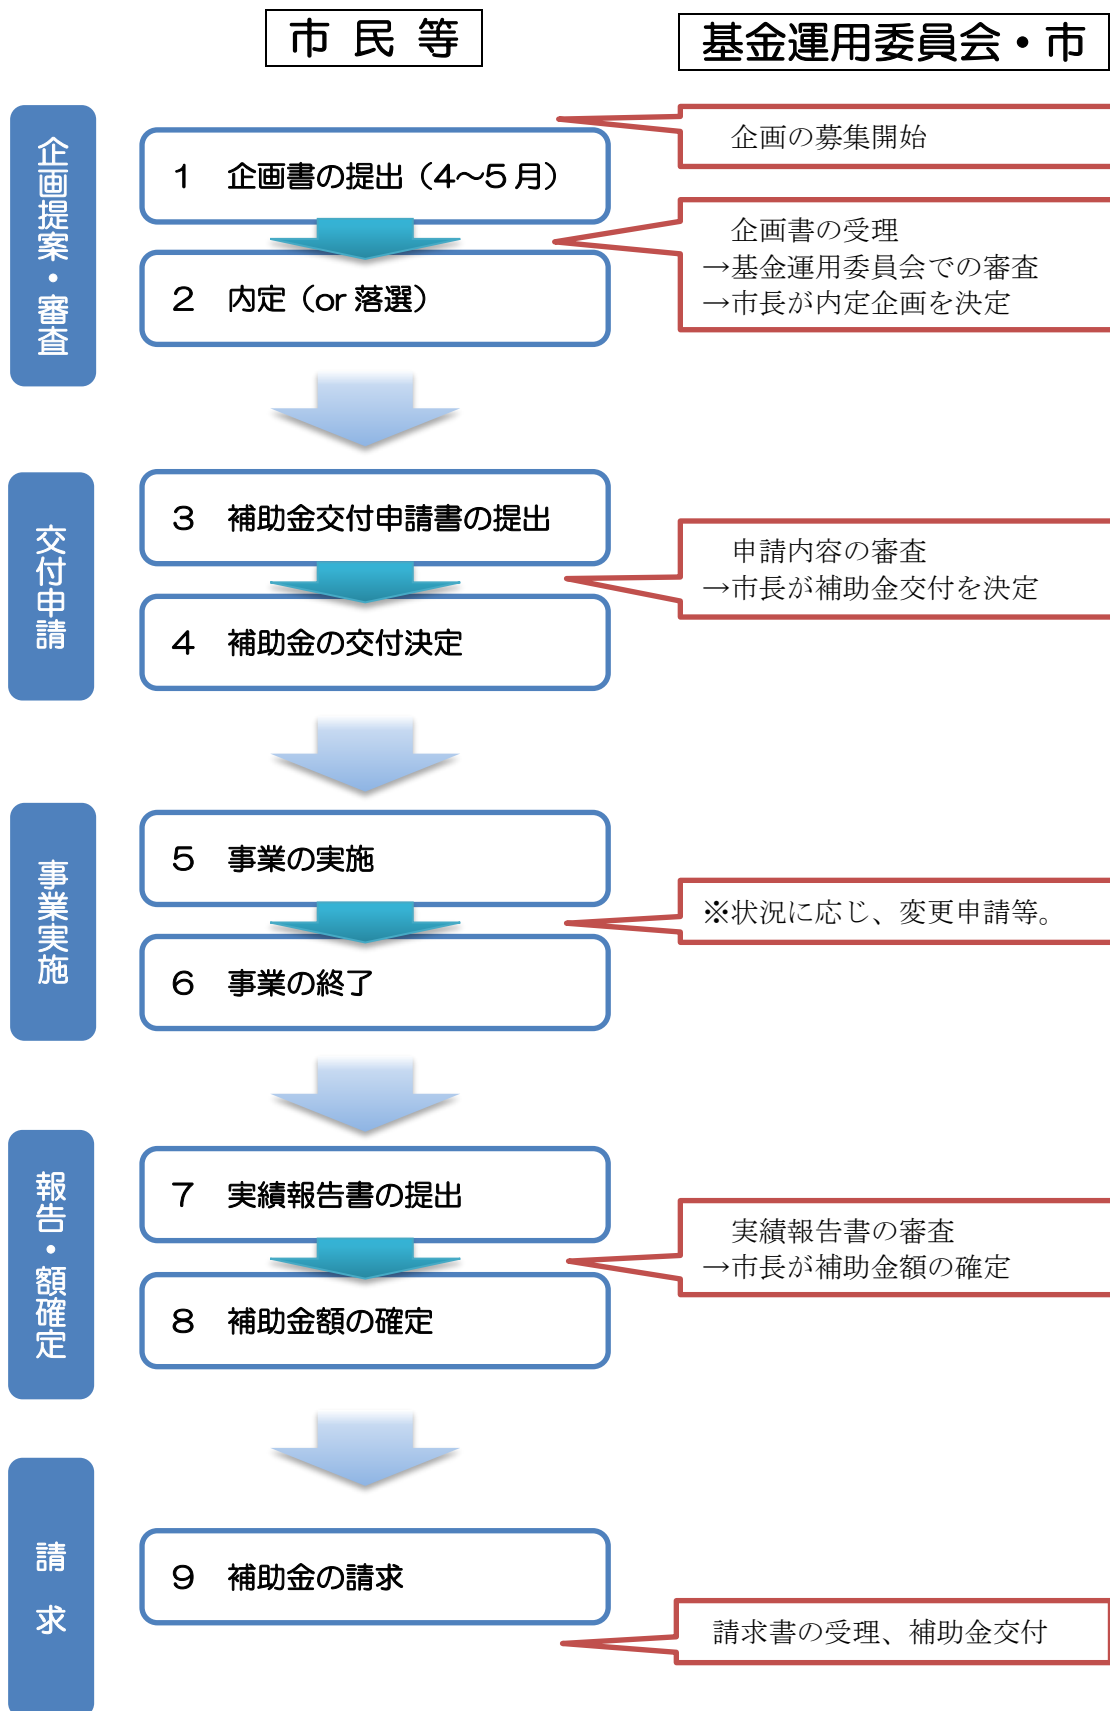 市 民 等
基金運用委員会・市
企画提案・審査
企画の募集開始
１　企画書の提出（４～５月）
企画書の受理
→基金運用委員会での審査
→市長が内定企画を決定
２　内定（or 落選）
交付申請
３　補助金交付申請書の提出
申請内容の審査
→市長が補助金交付を決定
４　補助金の交付決定
事業実施
５　事業の実施
※状況に応じ、変更申請等。
６　事業の終了
報告・額確定
７　実績報告書の提出
実績報告書の審査
→市長が補助金額の確定
８　補助金額の確定
請　求
９　補助金の請求
請求書の受理、補助金交付